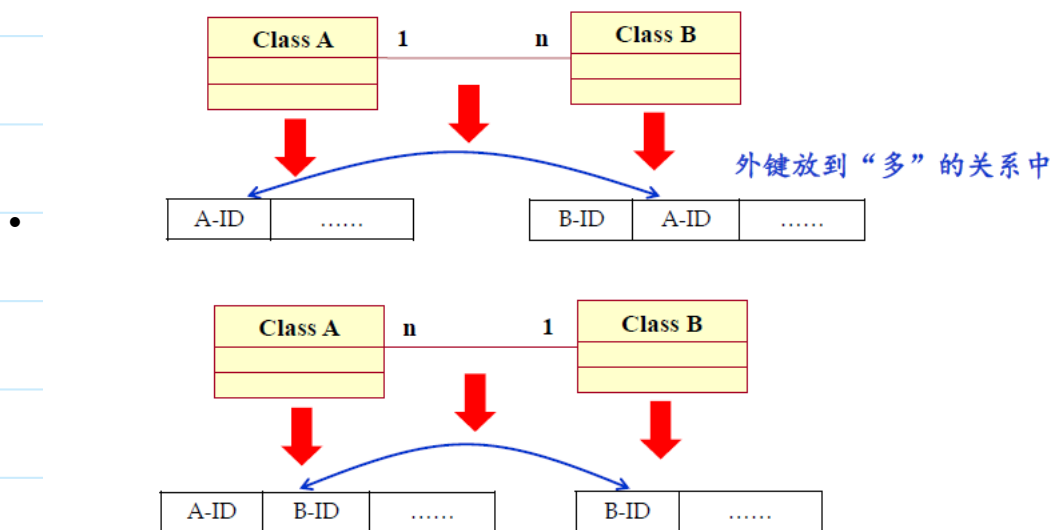 Class A 1 n Class B
外键放到“多”的关系中
A-ID ……
B-ID A-ID ……
Class A n 1 Class B
A-ID B-ID ……
B-ID ……